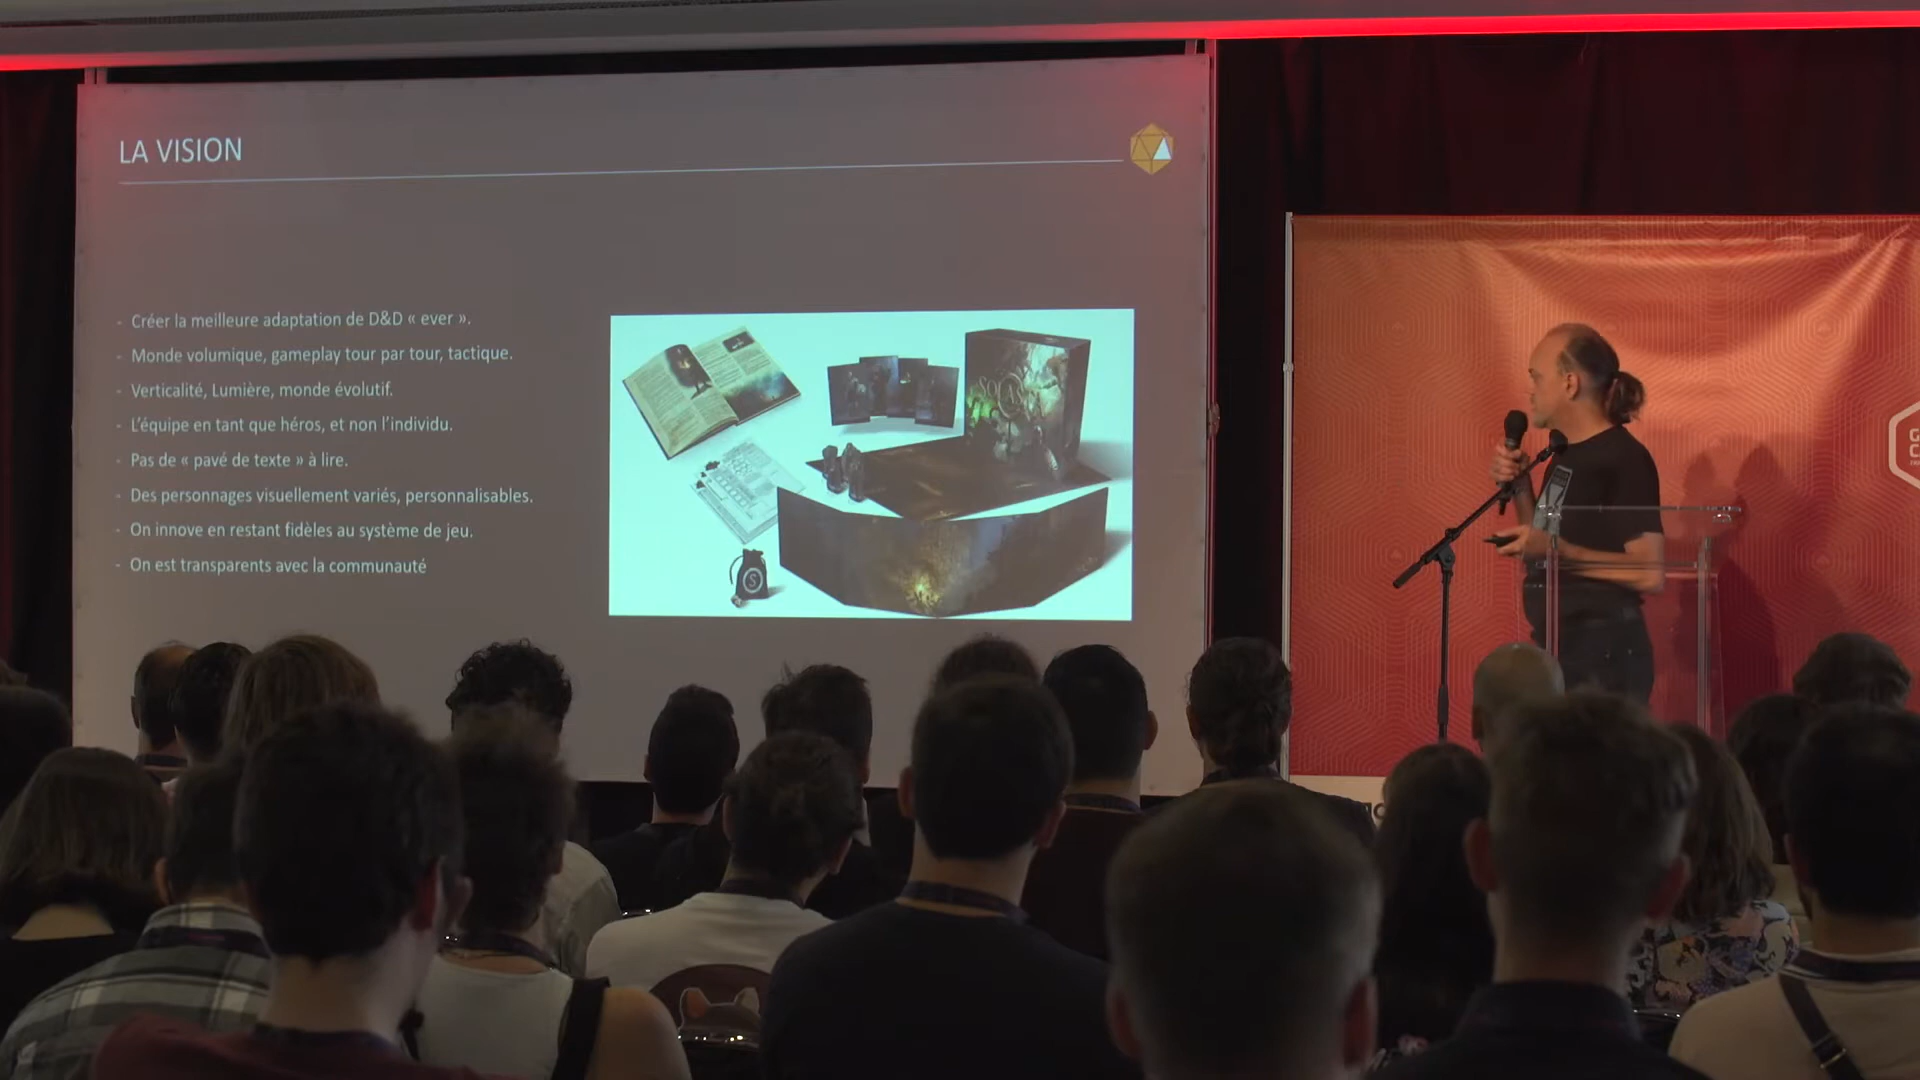 LA VISION
- Créer la meilleure adaptation de D&D « ever ».
- Monde volumique, gameplay tour par tour, tactique.
- Verticalité, Lumière, monde évolutif.
- L'équipe en tant que héros, et non l'individu.
- Pas de « pavé de texte » à lire.
- Des personnages visuellement variés, personnalisables.
- On innove en restant fidèles au système de jeu.
- On est transparents avec la communauté
SOLASTA
S